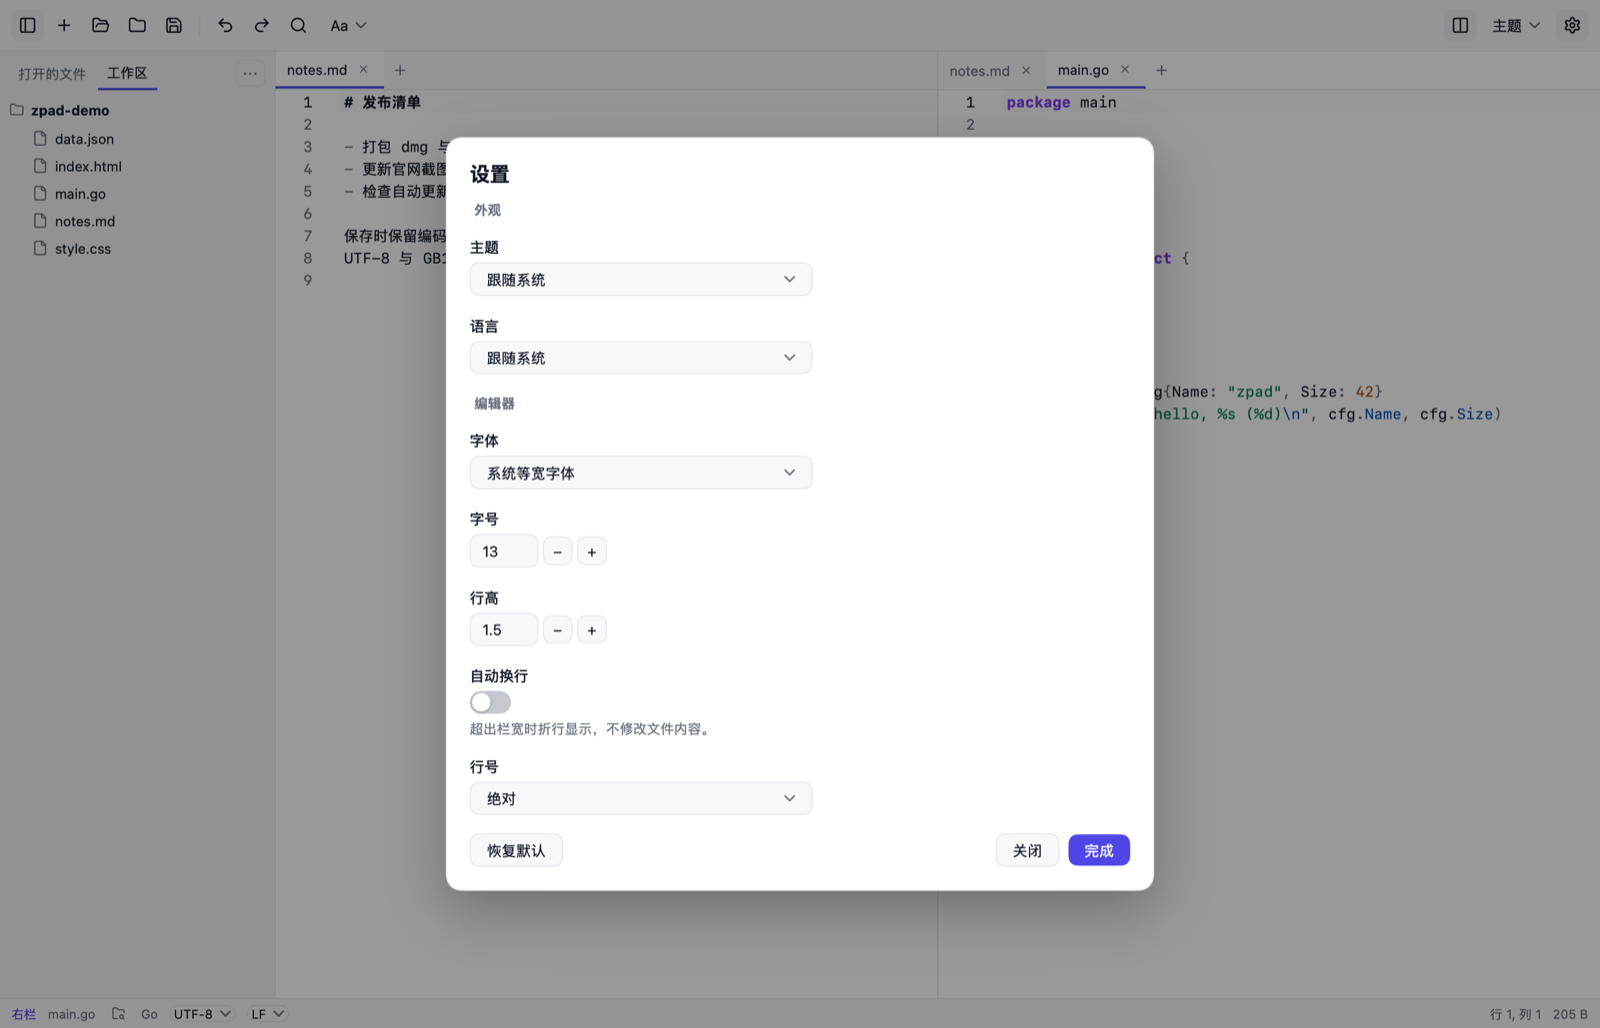 Aa
主题
打开的文件
工作区
zpad-demo
data.json
index.html
main.go
notes.md
style.css
notes.md
1 # 发布清单
2
3 - 打包 dmg
4 - 更新官网截图
5 - 检查自动更新
6
7 保存时保留编码
8 UTF-8 与 GB1
9
notes.md
main.go
1 package main
2
ct {
g{Name: "zpad", Size: 42}
hello, %s (%d)\n", cfg.Name, cfg.Size)
设置
外观
主题
跟随系统
语言
跟随系统
编辑器
字体
系统等宽字体
字号
13 − +
行高
1.5 − +
自动换行
超出栏宽时折行显示，不修改文件内容。
行号
绝对
恢复默认
关闭
完成
右栏 main.go Go UTF-8 LF
行 1, 列 1 205 B